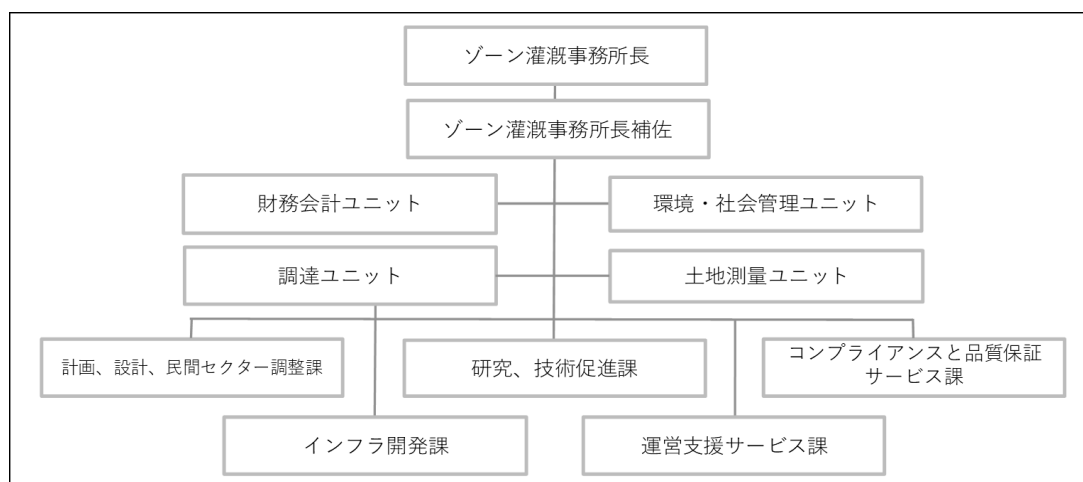 ゾーン灌漑事務所長
ゾーン灌漑事務所長補佐
財務会計ユニット
環境・社会管理ユニット
調達ユニット
土地測量ユニット
計画、設計、民間セクター調整課
研究、技術促進課
コンプライアンスと品質保証
サービス課
インフラ開発課
運営支援サービス課